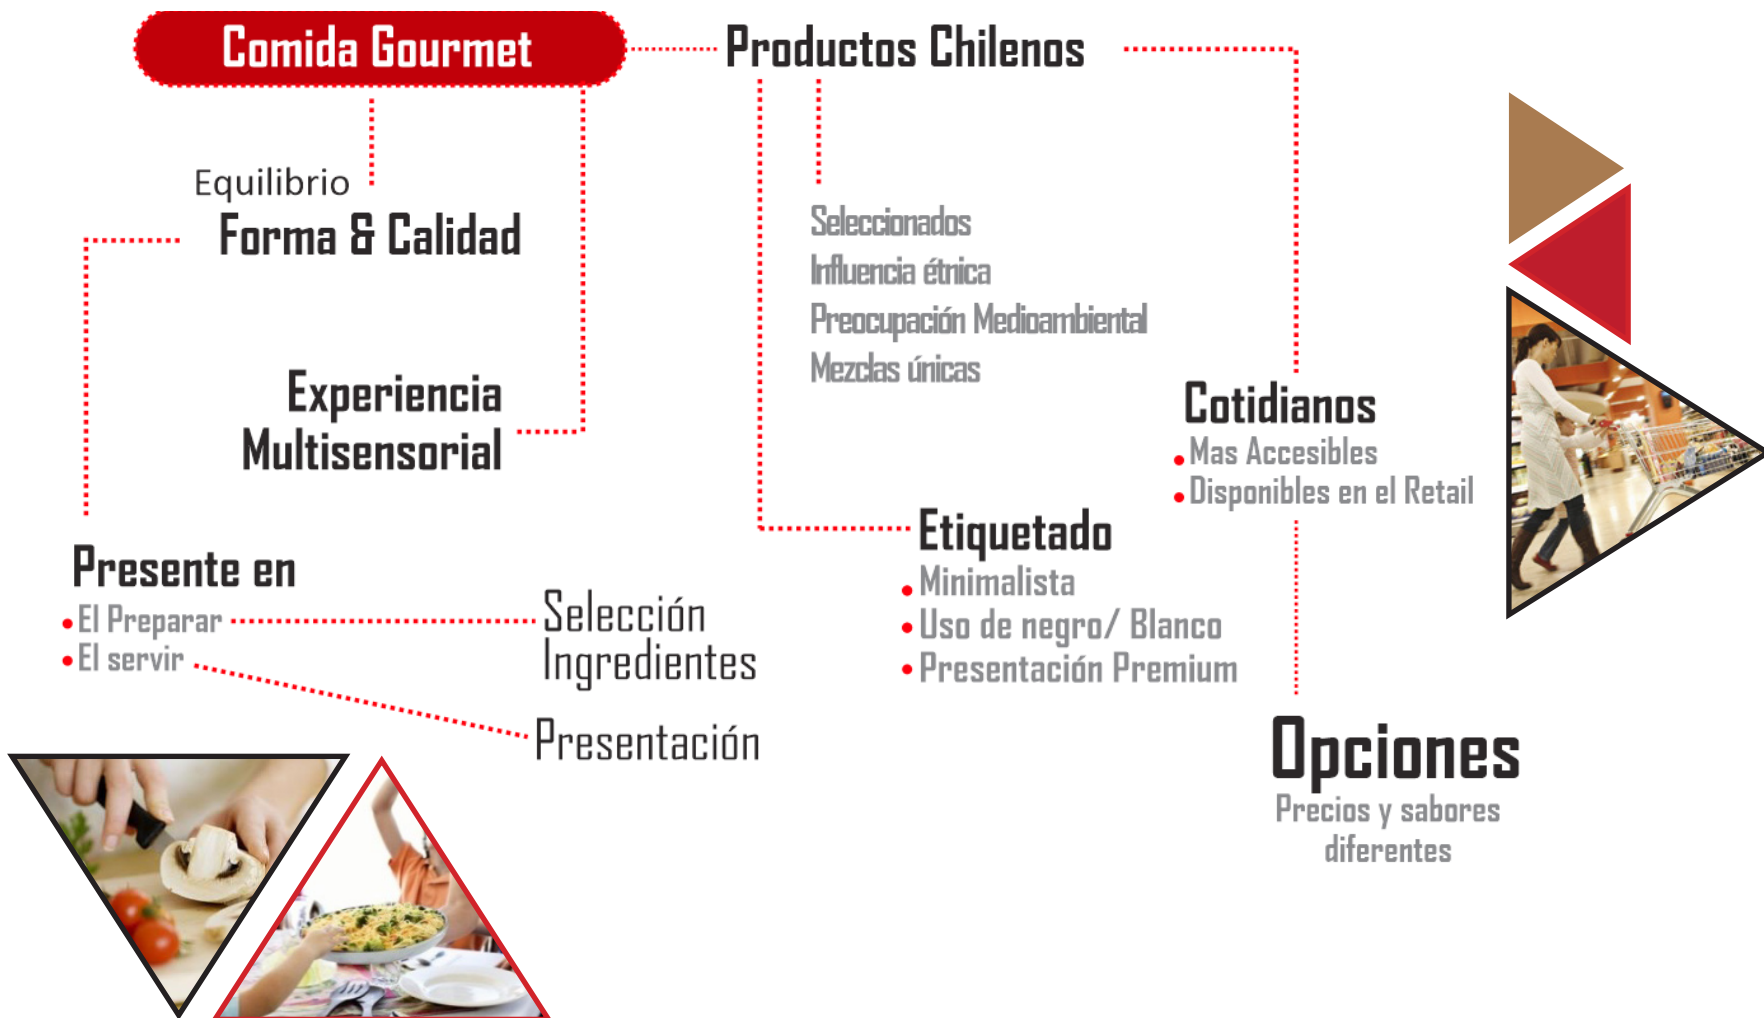 Comida Gourmet
Productos Chilenos
Equilibrio
Forma & Calidad
Experiencia
Multisensorial
Presente en
El Preparar
El servir
Selección
Ingredientes
Presentación
Seleccionados
Influencia étnica
Preocupación Medioambiental
Mezclas únicas
Etiquetado
Minimalista
Uso de negro/ Blanco
Presentación Premium
Cotidianos
Mas Accesibles
Disponibles en el Retail
Opciones
Precios y sabores
diferentes